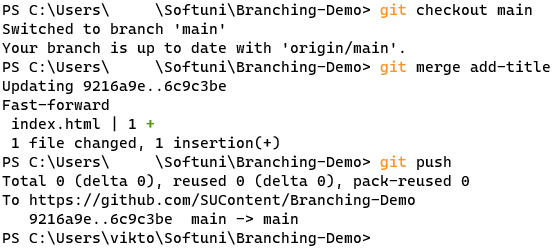 PS C:\Users\ \Softuni\Branching-Demo> git checkout main
Switched to branch 'main'
Your branch is up to date with 'origin/main'.
PS C:\Users\ \Softuni\Branching-Demo> git merge add-title
Updating 9216a9e..6c9c3be
Fast-forward
 index.html | 1 +
 1 file changed, 1 insertion(+)
PS C:\Users\ \Softuni\Branching-Demo> git push
Total 0 (delta 0), reused 0 (delta 0), pack-reused 0
To https://github.com/SUContent/Branching-Demo
   9216a9e..6c9c3be  main -> main
PS C:\Users\vikto\Softuni\Branching-Demo>